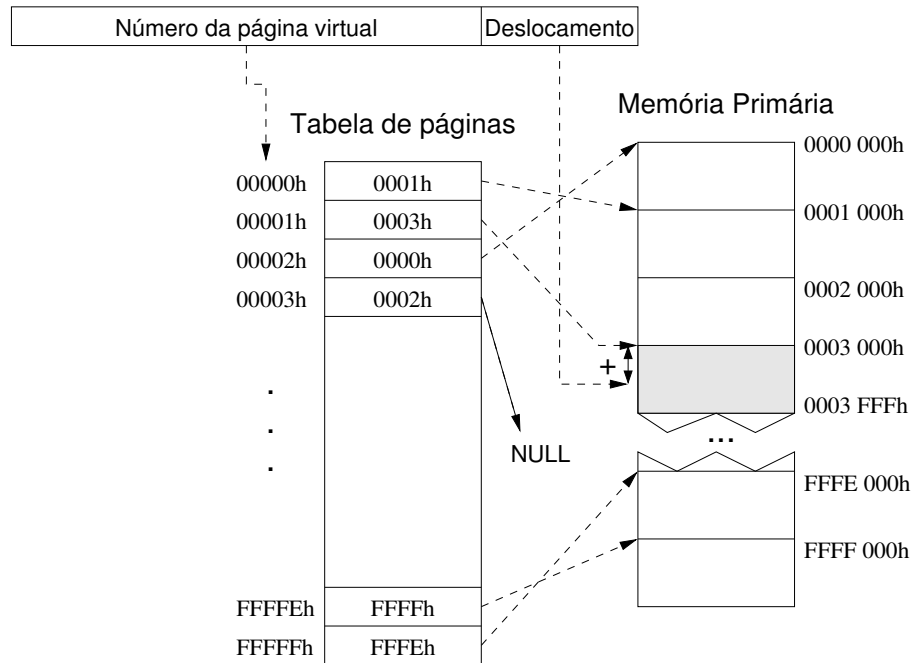 Número da página virtual
Deslocamento
Memória Primária
Tabela de páginas
00000h 0001h
00001h 0003h
00002h 0000h
00003h 0002h
.
.
.
NULL
FFFFEh FFFFh
FFFFFh FFFEh
0000 000h
0001 000h
0002 000h
0003 000h
+
0003 FFFh
...
FFFE 000h
FFFF 000h